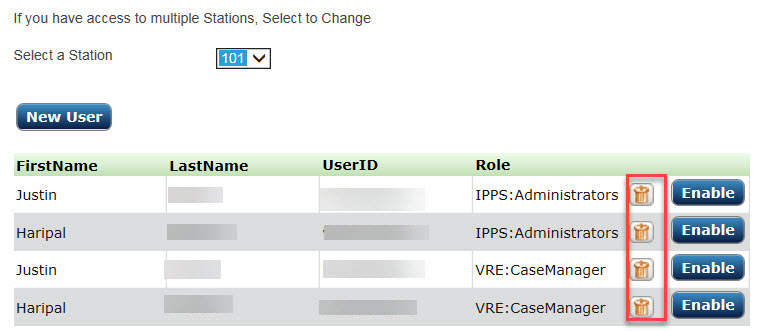 If you have access to multiple Stations, Select to Change
Select a Station 101
New User
FirstName LastName UserID Role
Justin IPPS:Administrators Enable
Haripal IPPS:Administrators Enable
Justin VRE:CaseManager Enable
Haripal VRE:CaseManager Enable